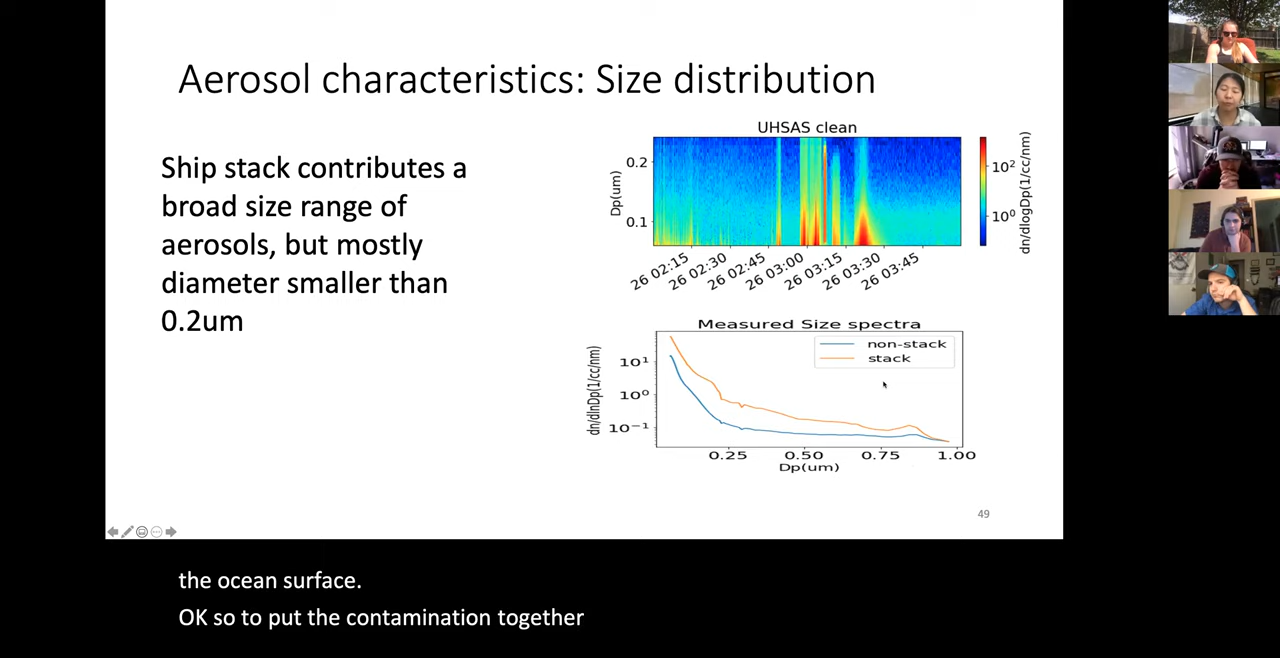 Aerosol characteristics: Size distribution
Ship stack contributes a
broad size range of
aerosols, but mostly
diameter smaller than
0.2um
UHSAS clean
Dp(um)
0.2
0.1
10²
10⁰
dn/dlogDp(1/cc/nm)
26 02:15
26 02:30
26 02:45
26 03:00
26 03:15
26 03:30
26 03:45
Measured Size spectra
non-stack
stack
dn/dlnDp(1/cc/nm)
10¹
10⁰
10⁻¹
0.25
0.50
0.75
1.00
Dp(um)
49
the ocean surface.
OK so to put the contamination together